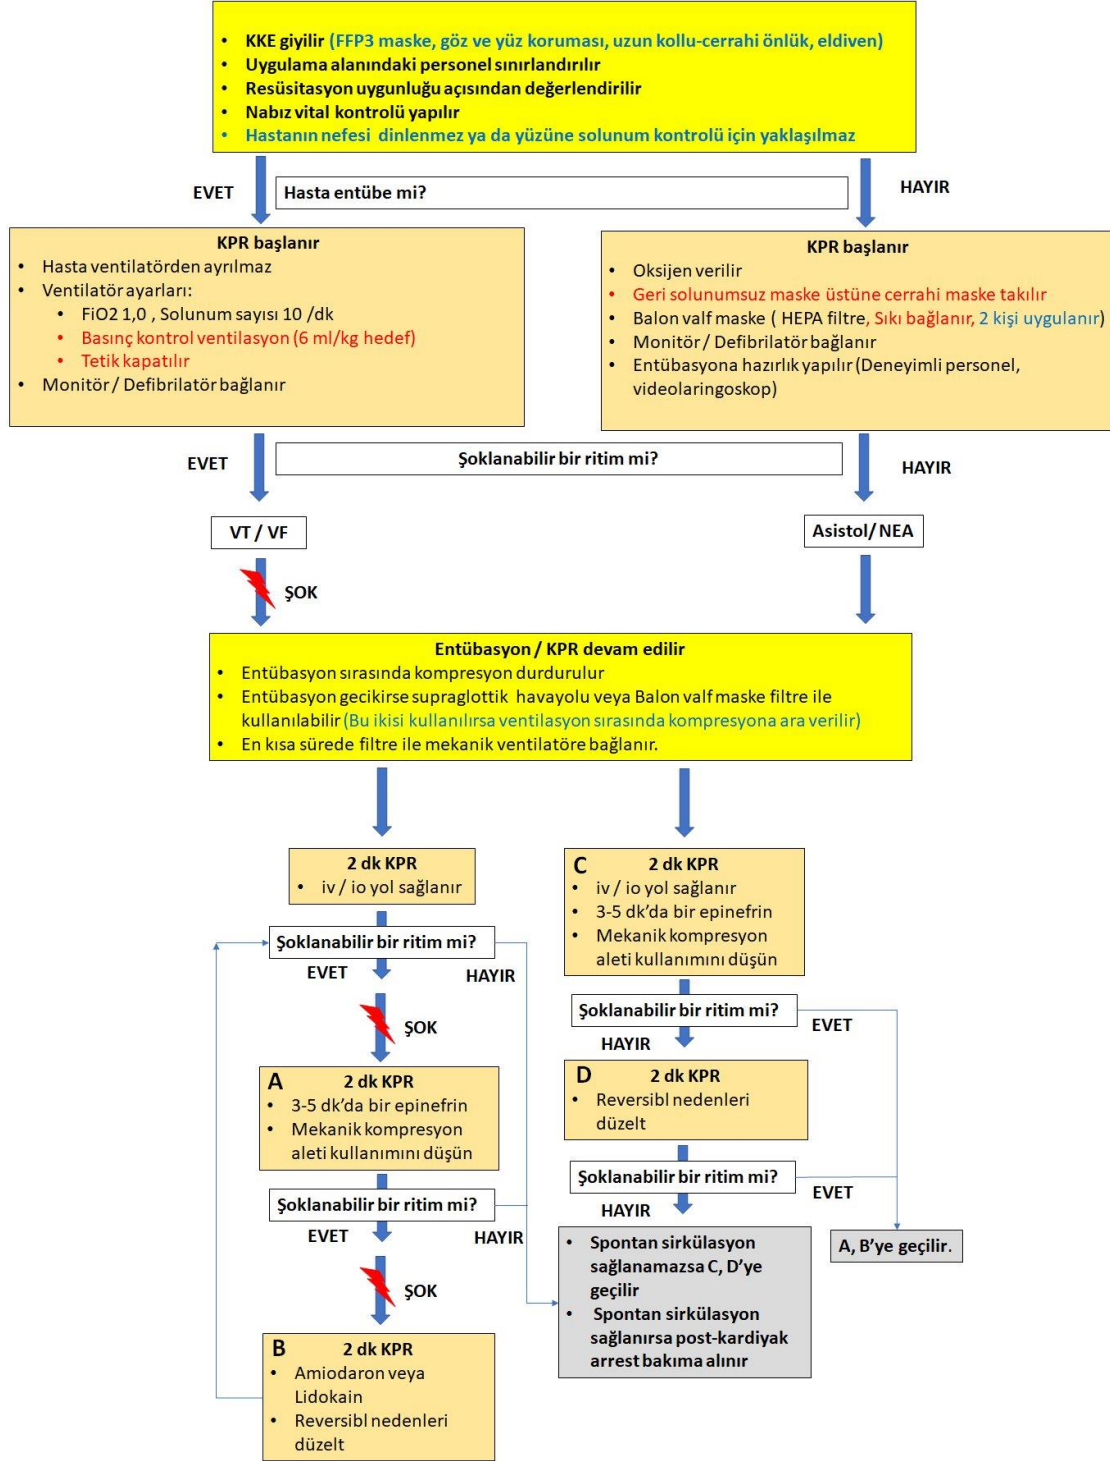 • KKE giyilir (FFP3 maske, göz ve yüz koruması, uzun kollu-cerrahi önlük, eldiven)
• Uygulama alanındaki personel sınırlandırılır
• Resüsitasyon uygunluğu açısından değerlendirilir
• Nabız vital kontrolü yapılır
• Hastanın nefesi dinlenmez ya da yüzüne solunum kontrolü için yaklaşılmaz
EVET
Hasta entübe mi?
HAYIR
KPR başlanır
• Hasta ventilatörden ayrılmaz
• Ventilatör ayarları:
• FiO2 1,0 , Solunum sayısı 10 /dk
• Basınç kontrol ventilasyon (6 ml/kg hedef)
• Tetik kapatılır
• Monitör / Defibrilatör bağlanır
KPR başlanır
• Oksijen verilir
• Geri solunumsuz maske üstüne cerrahi maske takılır
• Balon valf maske ( HEPA filtre, Sıkı bağlanır, 2 kişi uygulanır)
• Monitör / Defibrilatör bağlanır
• Entübasyona hazırlık yapılır (Deneyimli personel,
videolaringoskop)
EVET
Şoklanabilir bir ritim mi?
HAYIR
VT / VF
Asistol/ NEA
ŞOK
Entübasyon / KPR devam edilir
• Entübasyon sırasında kompresyon durdurulur
• Entübasyon gecikirse supraglottik havayolu veya Balon valf maske filtre ile
kullanılabilir (Bu ikisi kullanılırsa ventilasyon sırasında kompresyona ara verilir)
• En kısa sürede filtre ile mekanik ventilatöre bağlanır.
2 dk KPR
• iv / io yol sağlanır
Şoklanabilir bir ritim mi?
EVET
HAYIR
ŞOK
A 2 dk KPR
• 3-5 dk’da bir epinefrin
• Mekanik kompresyon
aleti kullanımını düşün
Şoklanabilir bir ritim mi?
EVET
HAYIR
ŞOK
B 2 dk KPR
• Amiodaron veya
Lidokain
• Reversibl nedenleri
düzelt
C 2 dk KPR
• iv / io yol sağlanır
• 3-5 dk’da bir epinefrin
• Mekanik kompresyon
aleti kullanımını düşün
Şoklanabilir bir ritim mi?
EVET
HAYIR
D 2 dk KPR
• Reversibl nedenleri
düzelt
Şoklanabilir bir ritim mi?
EVET
HAYIR
• Spontan sirkülasyon
sağlanamazsa C, D’ye
geçilir
• Spontan sirkülasyon
sağlanırsa post-kardiyak
arrest bakıma alınır
A, B’ye geçilir.